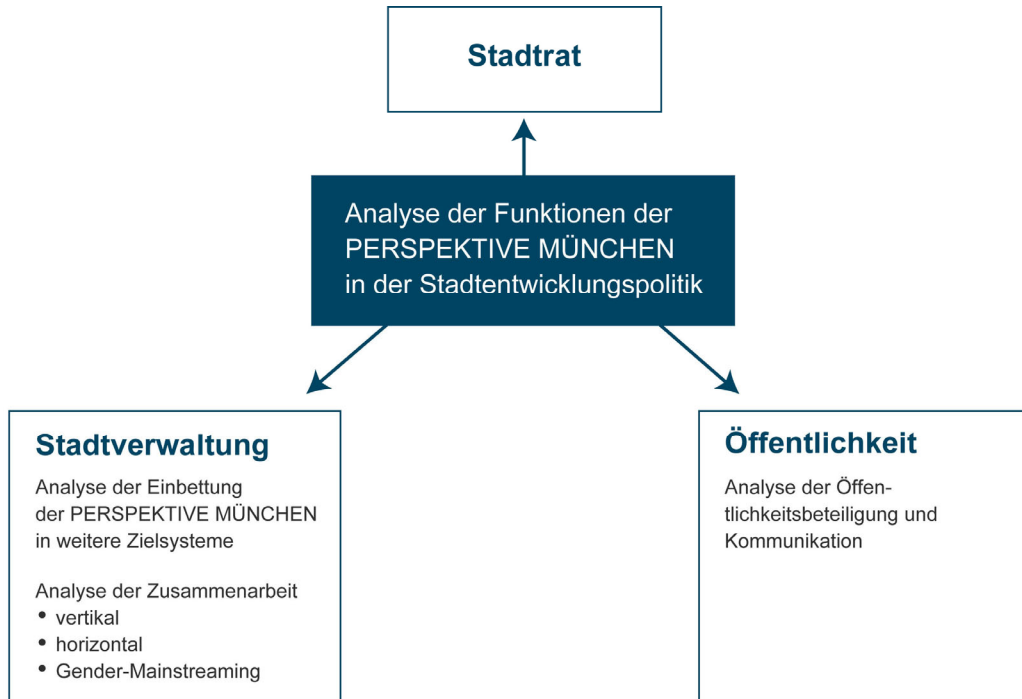 Stadtrat
Analyse der Funktionen der
PERSPEKTIVE MÜNCHEN
in der Stadtentwicklungspolitik
Stadtverwaltung
Analyse der Einbettung
der PERSPEKTIVE MÜNCHEN
in weitere Zielsysteme
Analyse der Zusammenarbeit
• vertikal
• horizontal
• Gender-Mainstreaming
Öffentlichkeit
Analyse der Öffen-
tlichkeitsbeteiligung und
Kommunikation